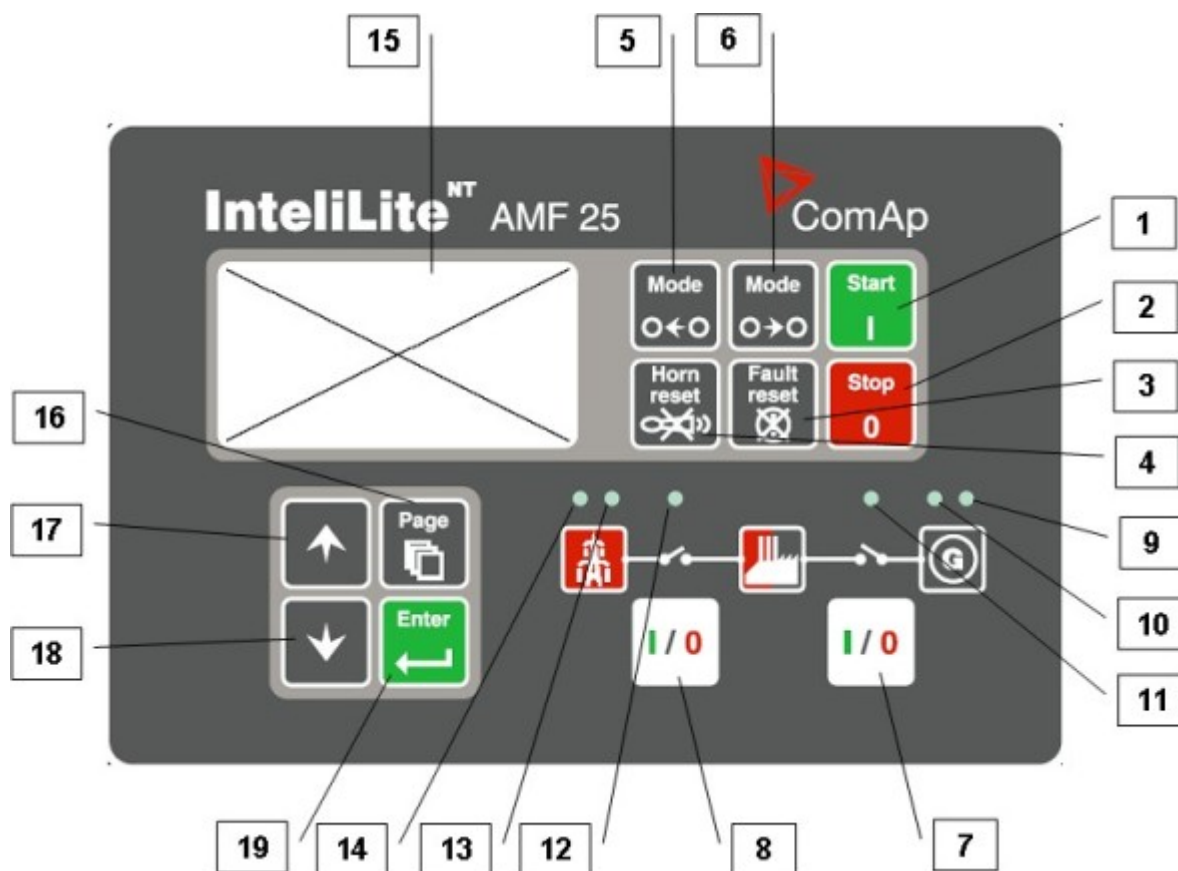 15 5 6
InteliLite NT AMF 25
ComAp
1
Mode Mode Start
I
2
Horn reset
Fault reset
Stop
0
3
4
16
17
Page
9
10
18
Enter
I / 0 I / 0
11
19 14 13 12 8 7
G